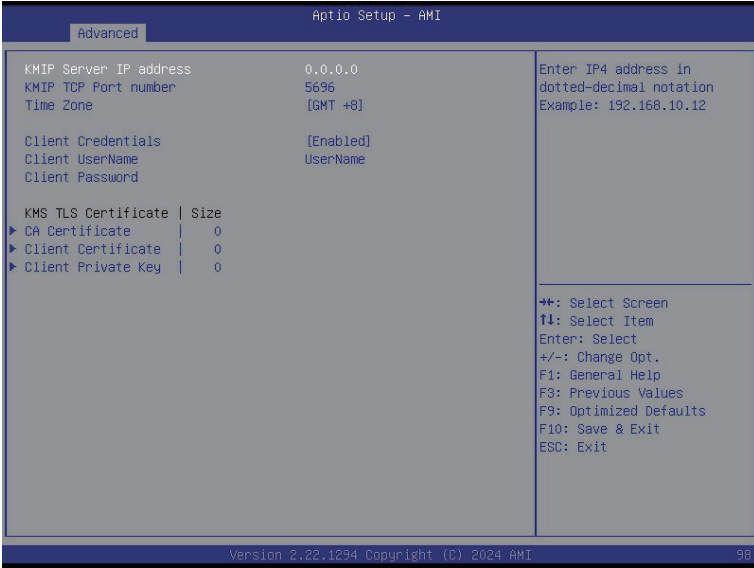 Aptio Setup – AMI
Advanced
KMIP Server IP address 0.0.0.0
KMIP TCP Port number 5696
Time Zone [GMT +8]
Client Credentials [Enabled]
Client UserName UserName
Client Password
KMS TLS Certificate | Size
▶ CA Certificate | 0
▶ Client Certificate | 0
▶ Client Private Key | 0
Enter IP4 address in
dotted-decimal notation
Example: 192.168.10.12
→←: Select Screen
↑↓: Select Item
Enter: Select
+/-: Change Opt.
F1: General Help
F3: Previous Values
F9: Optimized Defaults
F10: Save & Exit
ESC: Exit
Version 2.22.1294 Copyright (C) 2024 AMI
98